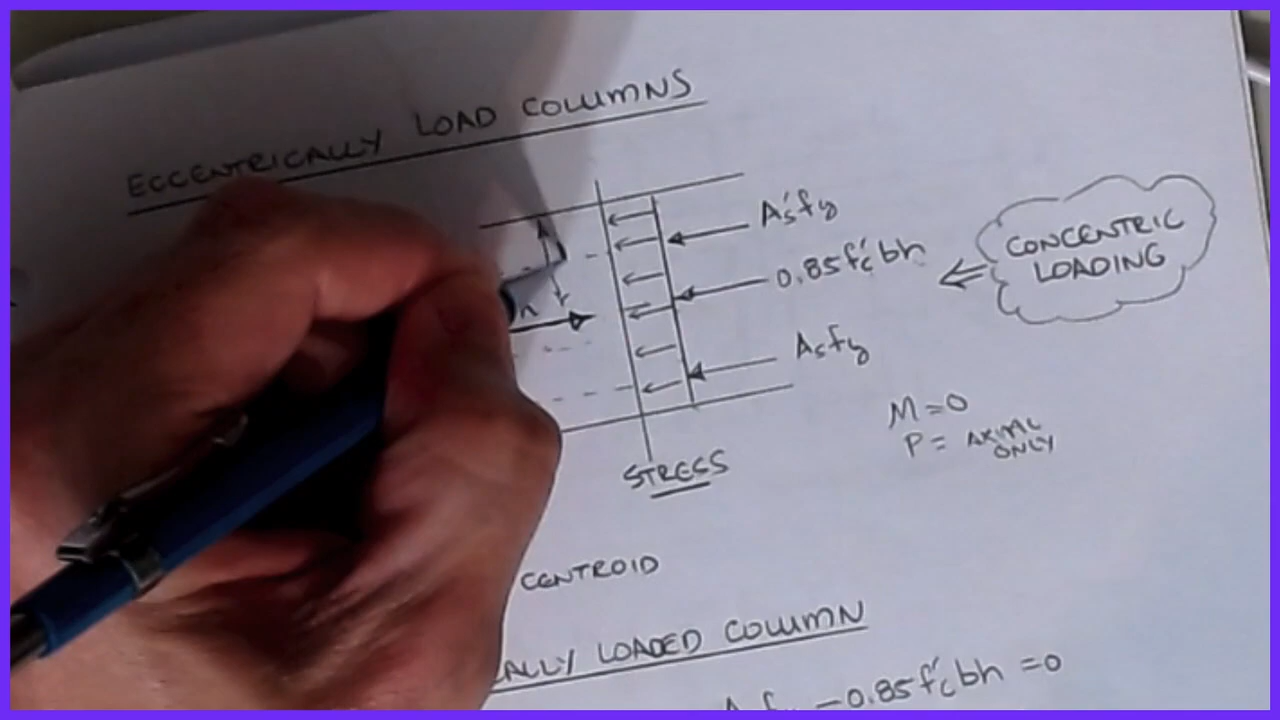 ECCENTRICALLY LOAD COLUMNS
A's fy
0.85f'c bh
As fy
CONCENTRIC
LOADING
M=0
P= AXIAL
ONLY
n
STRESS
CENTROID
ALLY LOADED COLUMN
-0.85f'c bh =0